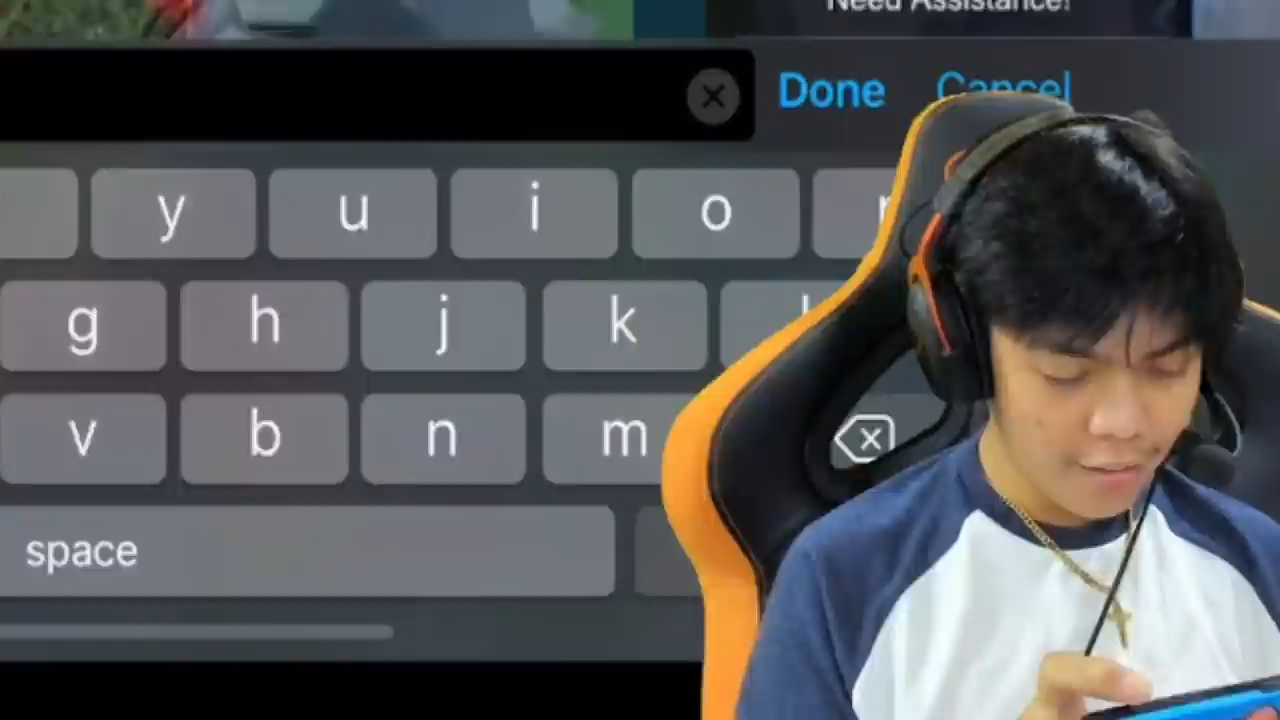 Need Assistance!
Done Cancel
y u i o
g h j k
v b n m
space